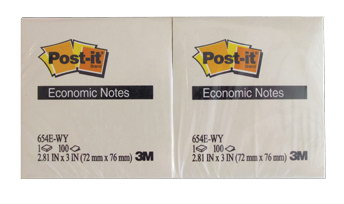 Post-it
Economic Notes
654E-WY
1 100
2.81 IN x 3 IN (72 mm x 76 mm) 3M
Post-it
Economic Notes
654E-WY
1 100
2.81 IN x 3 IN (72 mm x 76 mm) 3M